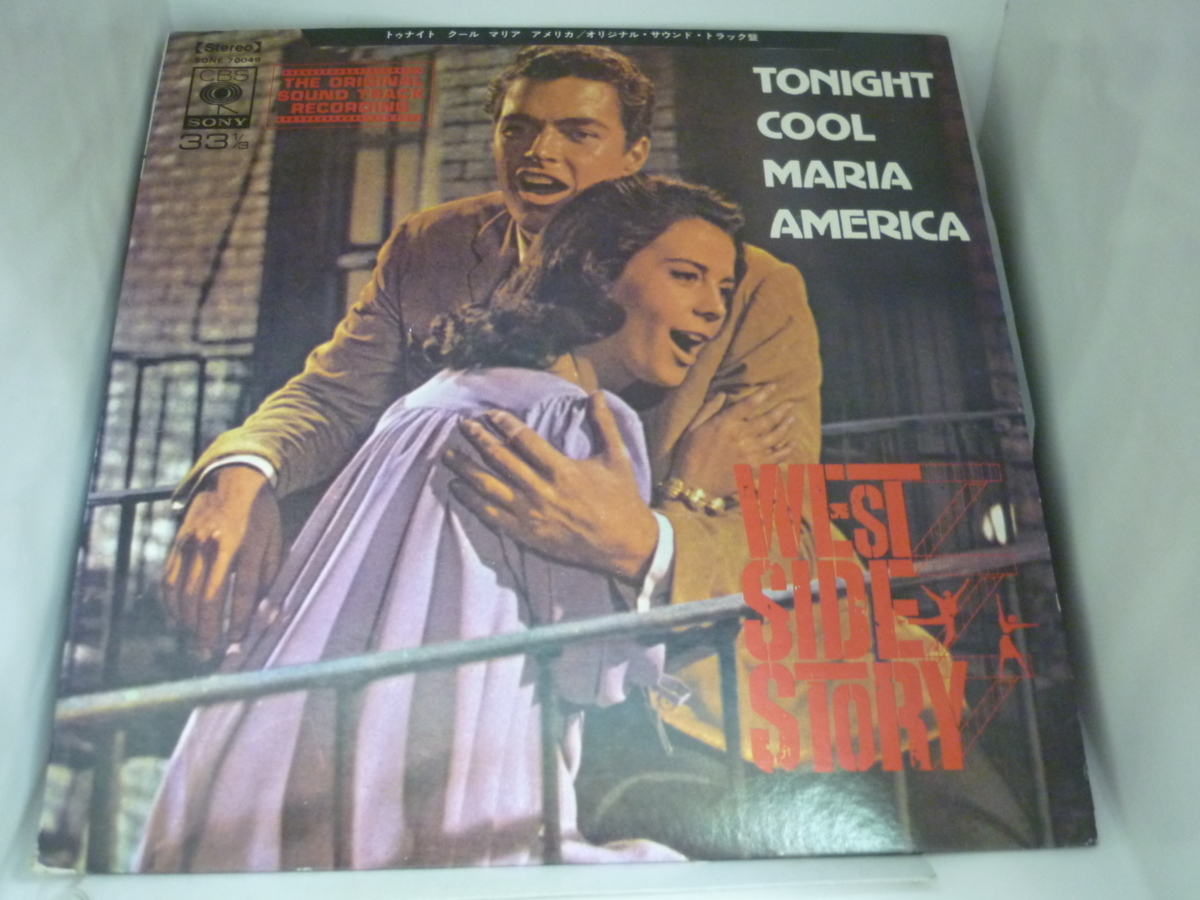 トゥナイト クール マリア アメリカ/オリジナル・サウンド・トラック盤
【Stereo】
SONE 70049
CBS
SONY
33⅓
THE ORIGINAL
SOUND TRACK
RECORDING
TONIGHT
COOL
MARIA
AMERICA
WEST
SIDE
STORY